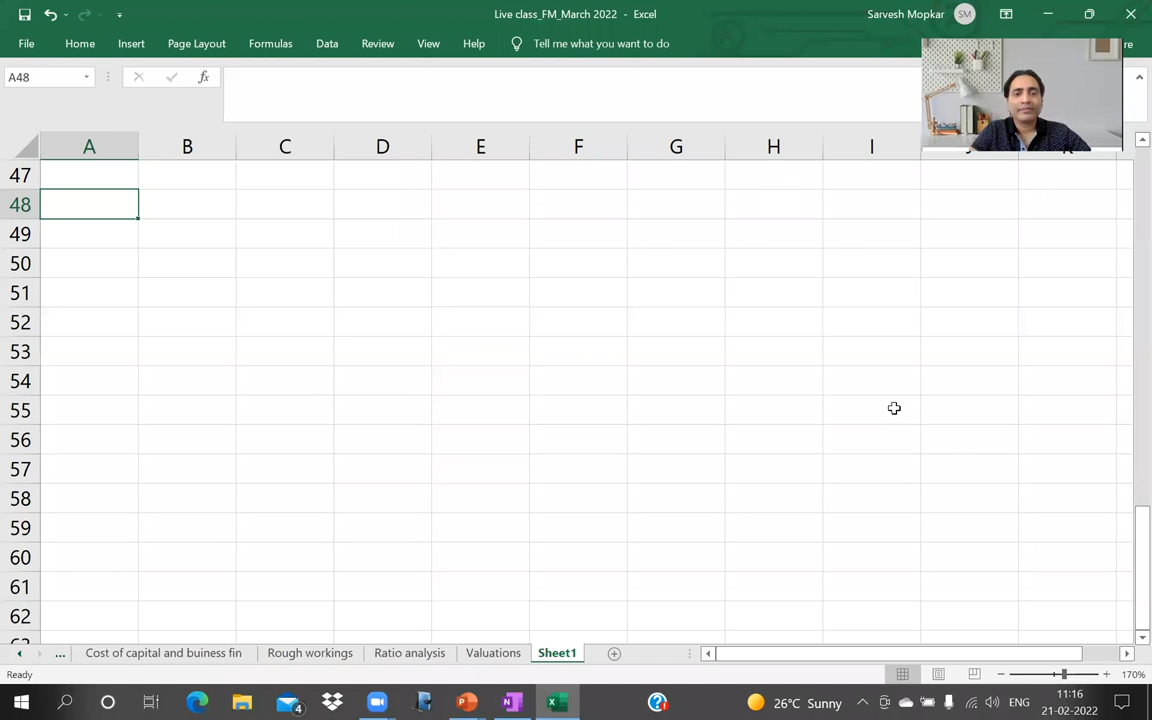 Live class_FM_March 2022 - Excel
Sarvesh Mopkar SM
File Home Insert Page Layout Formulas Data Review View Help Tell me what you want to do re
A48 fx
A B C D E F G H I
47
48
49
50
51
52
53
54
55
56
57
58
59
60
61
62
... Cost of capital and buiness fin Rough workings Ratio analysis Valuations Sheet1
Ready 170%
4 26°C Sunny ENG 11:16
21-02-2022